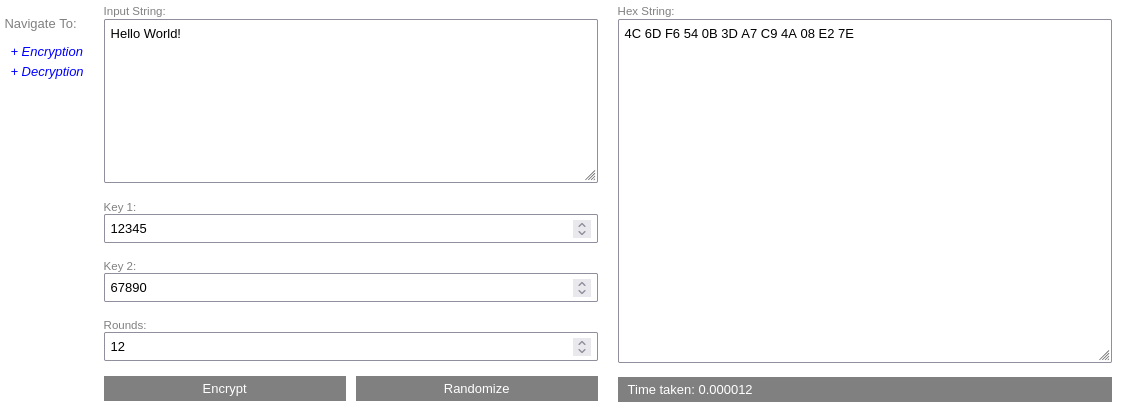 Navigate To:
+ Encryption
+ Decryption
Input String:
Hello World!
Key 1:
12345
Key 2:
67890
Rounds:
12
Encrypt
Randomize
Hex String:
4C 6D F6 54 0B 3D A7 C9 4A 08 E2 7E
Time taken: 0.000012